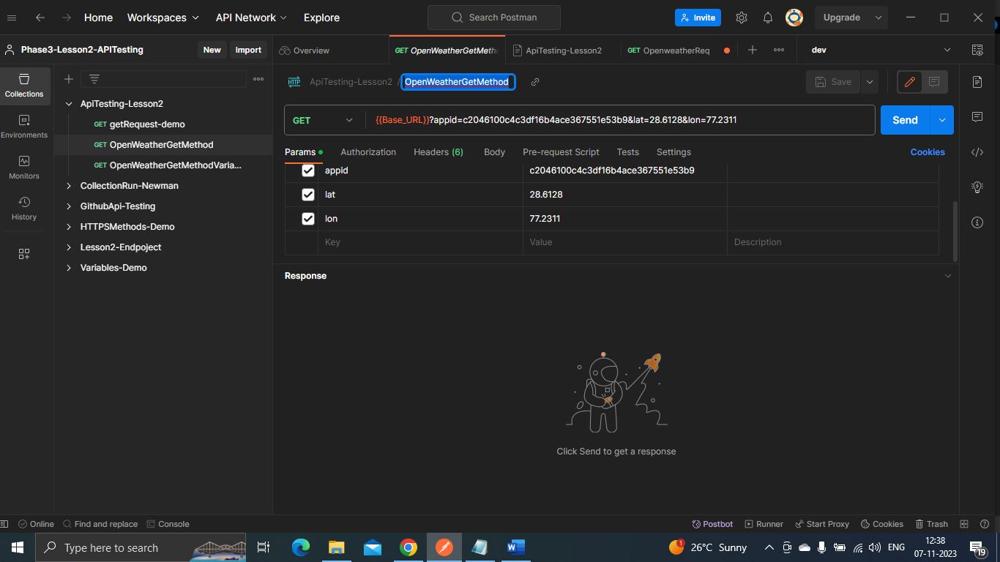 Home
Workspaces
API Network
Explore
Search Postman
Invite
Upgrade
Phase3-Lesson2-APITesting
New
Import
Overview
GET OpenWeatherGetMeth
ApiTesting-Lesson2
GET OpenweatherReq
dev
Collections
Environments
Monitors
History
ApiTesting-Lesson2
GET getRequest-demo
GET OpenWeatherGetMethod
GET OpenWeatherGetMethodVaria...
CollectionRun-Newman
GithubApi-Testing
HTTPSMethods-Demo
Lesson2-Endpoject
Variables-Demo
HTTP ApiTesting-Lesson2 / OpenWeatherGetMethod
Save
GET
{{Base_URL}}?appid=c2046100c4c3df16b4ace367551e53b9&lat=28.6128&lon=77.2311
Send
Params
Authorization
Headers (6)
Body
Pre-request Script
Tests
Settings
Cookies
appid c2046100c4c3df16b4ace367551e53b9
lat 28.6128
lon 77.2311
Key Value Description
Response
Click Send to get a response
Online
Find and replace
Console
Postbot
Runner
Start Proxy
Cookies
Trash
Type here to search
1
26°C Sunny
ENG
12:38
07-11-2023
19